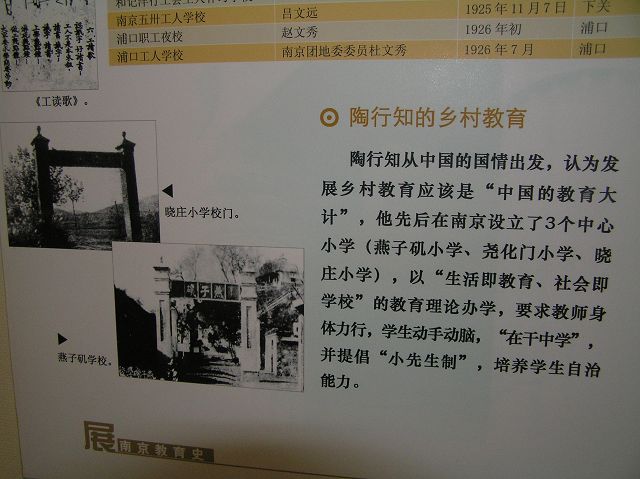 南京五卅工人学校 吕文远 1925年11月7日 下关
浦口职工夜校 赵文秀 1926年初 浦口
浦口工人学校 南京团地委委员杜文秀 1926年7月 浦口
《工读歌》。
陶行知的乡村教育
陶行知从中国的国情出发，认为发
展乡村教育应该是“中国的教育大
计”，他先后在南京设立了3个中心
小学（燕子矶小学、尧化门小学、晓
庄小学），以“生活即教育、社会即
学校”的教育理论办学，要求教师身
体力行，学生动手动脑，“在干中学”，
并提倡“小先生制”，培养学生自治
能力。
晓庄小学校门。
燕子矶学校。
展南京教育史